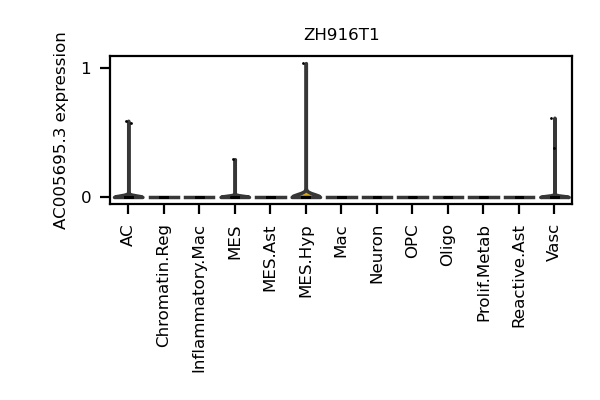 ZH916T1
AC005695.3 expression
1
0
AC
Chromatin.Reg
Inflammatory.Mac
MES
MES.Ast
MES.Hyp
Mac
Neuron
OPC
Oligo
Prolif.Metab
Reactive.Ast
Vasc